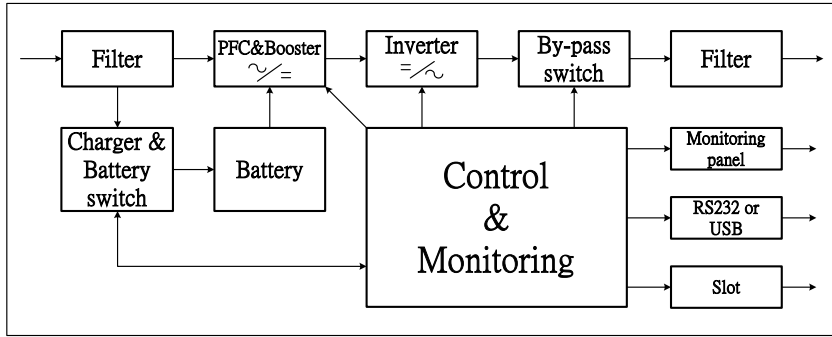 Filter
PFC&Booster
~/=
Inverter
=/~
By-pass
switch
Filter
Charger &
Battery
switch
Battery
Control
&
Monitoring
Monitoring
panel
RS232 or
USB
Slot